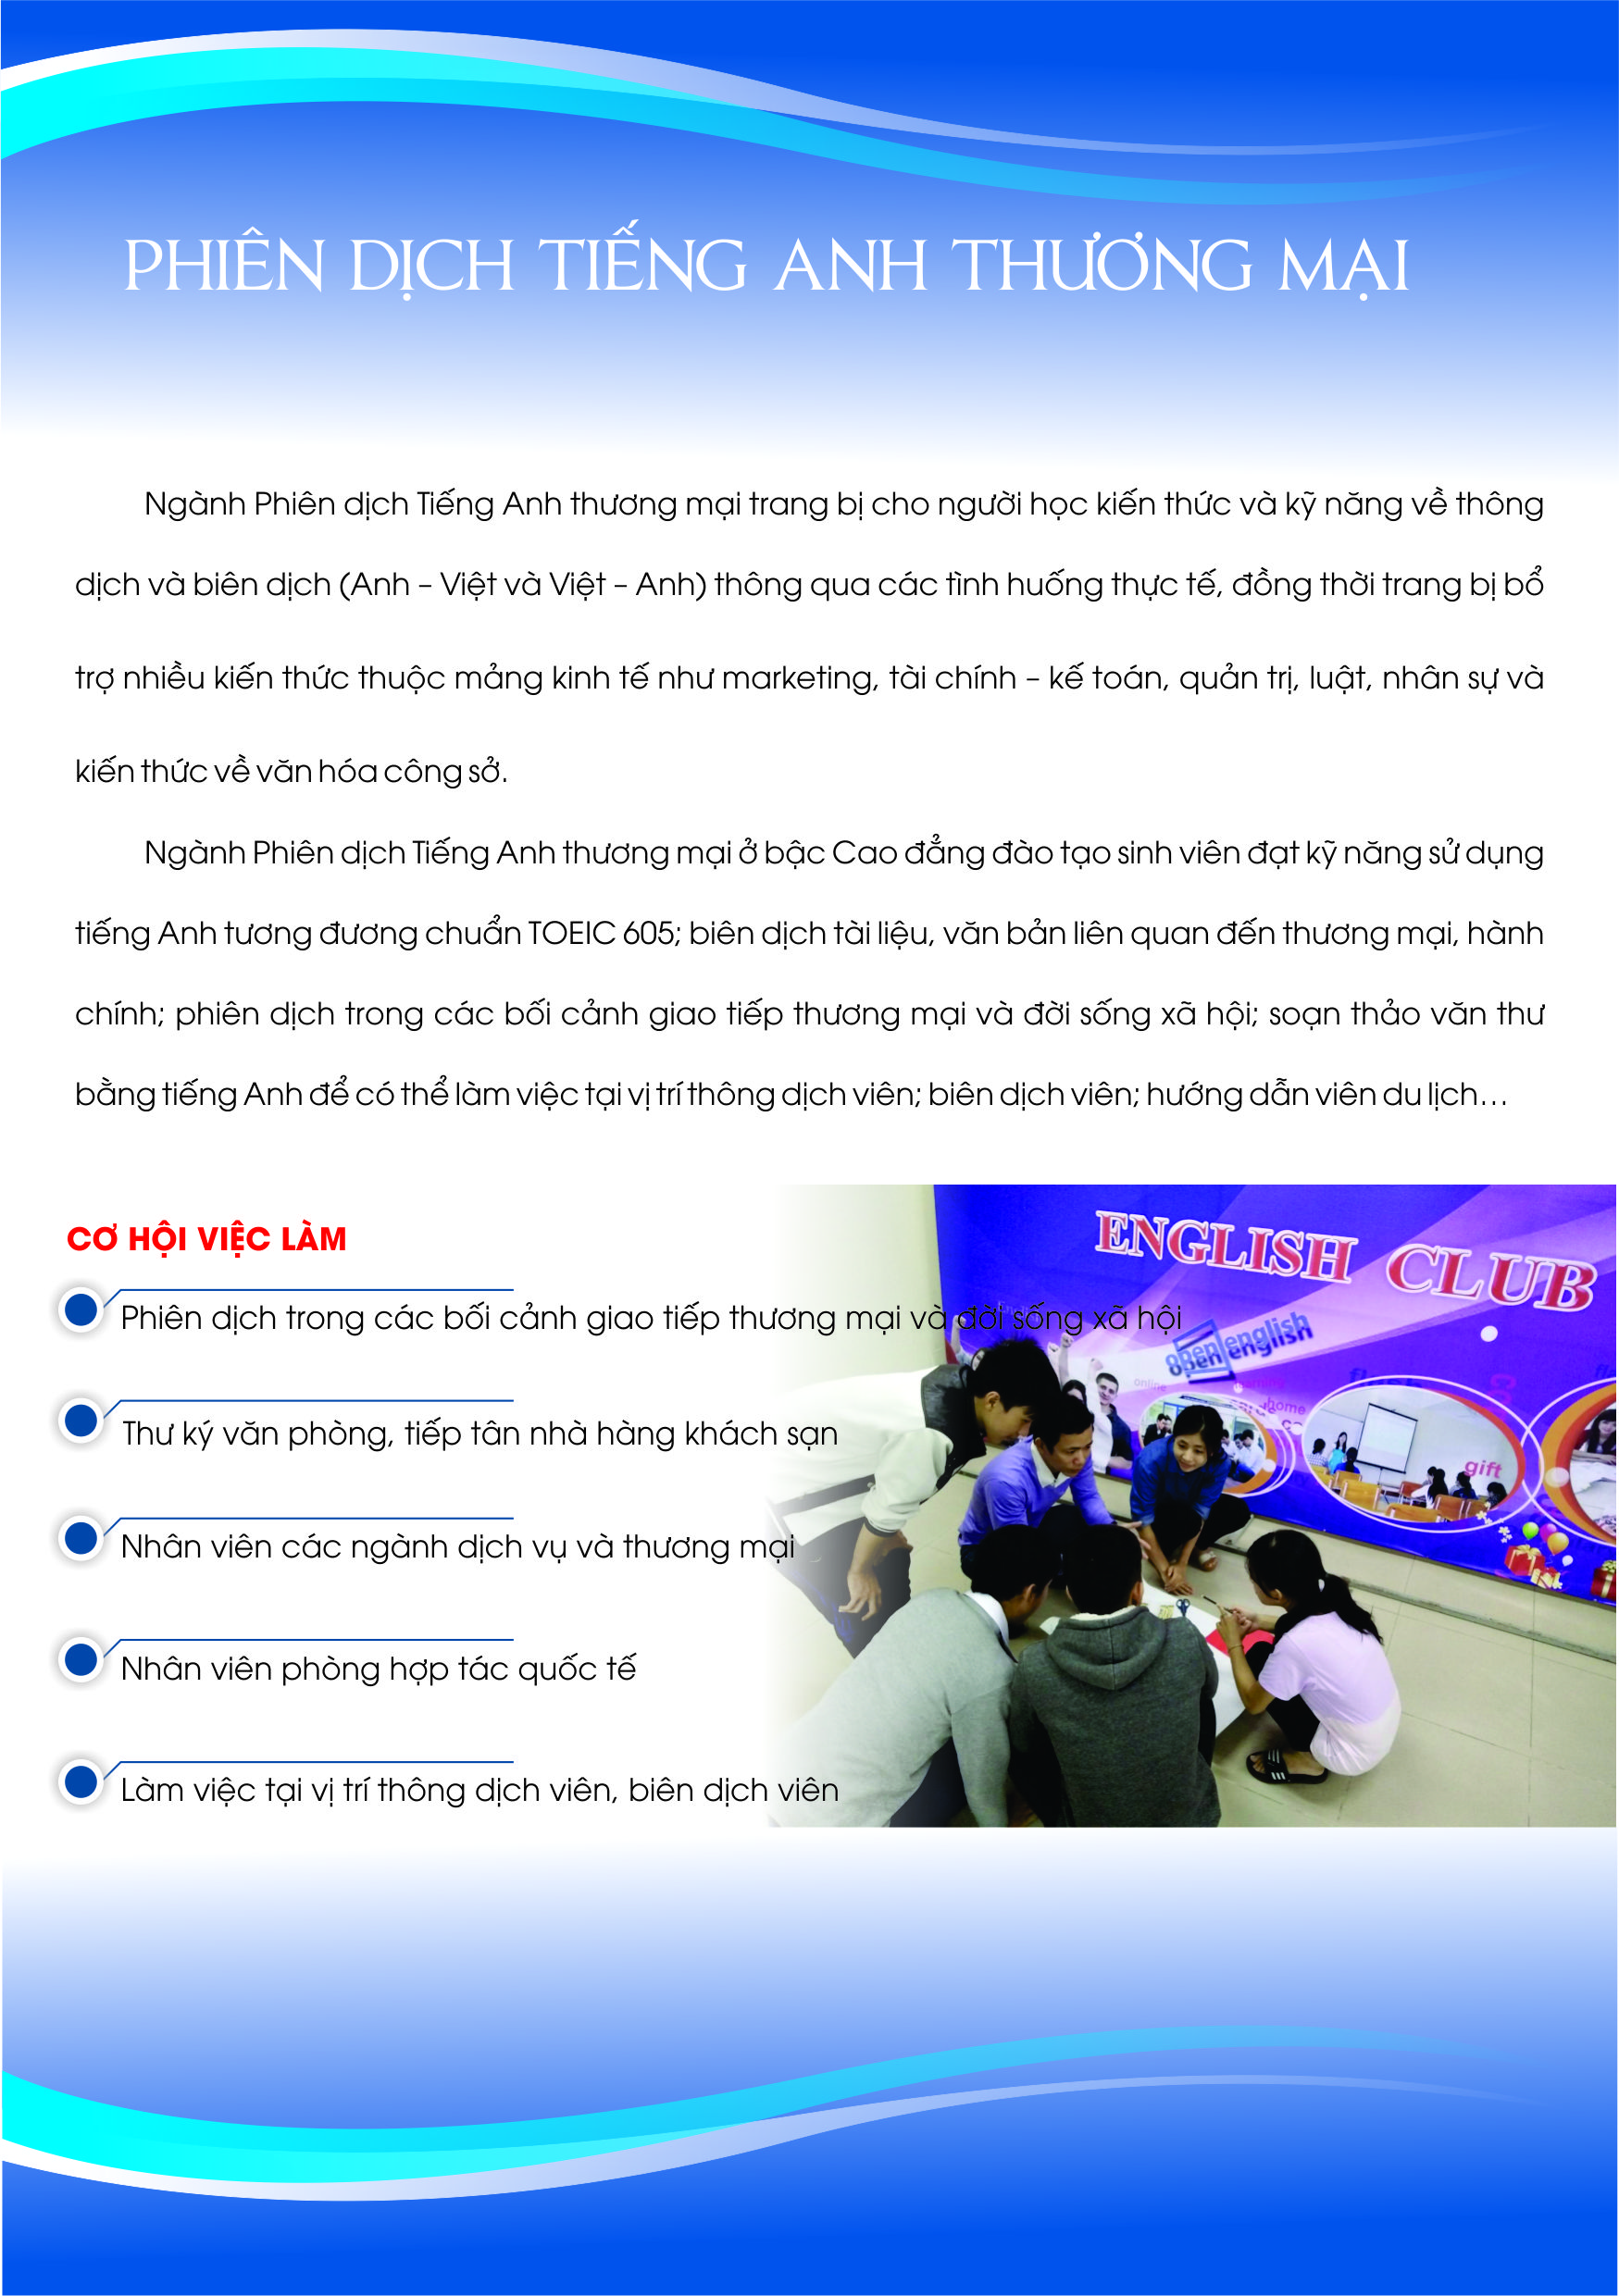 PHIÊN DỊCH TIẾNG ANH THƯƠNG MẠI
Ngành Phiên dịch Tiếng Anh thương mại trang bị cho người học kiến thức và kỹ năng về thông
dịch và biên dịch (Anh – Việt và Việt – Anh) thông qua các tình huống thực tế, đồng thời trang bị bổ
trợ nhiều kiến thức thuộc mảng kinh tế như marketing, tài chính – kế toán, quản trị, luật, nhân sự và
kiến thức về văn hóa công sở.
Ngành Phiên dịch Tiếng Anh thương mại ở bậc Cao đẳng đào tạo sinh viên đạt kỹ năng sử dụng
tiếng Anh tương đương chuẩn TOEIC 605; biên dịch tài liệu, văn bản liên quan đến thương mại, hành
chính; phiên dịch trong các bối cảnh giao tiếp thương mại và đời sống xã hội; soạn thảo văn thư
bằng tiếng Anh để có thể làm việc tại vị trí thông dịch viên; biên dịch viên; hướng dẫn viên du lịch...
CƠ HỘI VIỆC LÀM
Phiên dịch trong các bối cảnh giao tiếp thương mại và đời sống xã hội
Thư ký văn phòng, tiếp tân nhà hàng khách sạn
Nhân viên các ngành dịch vụ và thương mại
Nhân viên phòng hợp tác quốc tế
Làm việc tại vị trí thông dịch viên, biên dịch viên
ENGLISH CLUB
open english
online
home
gift